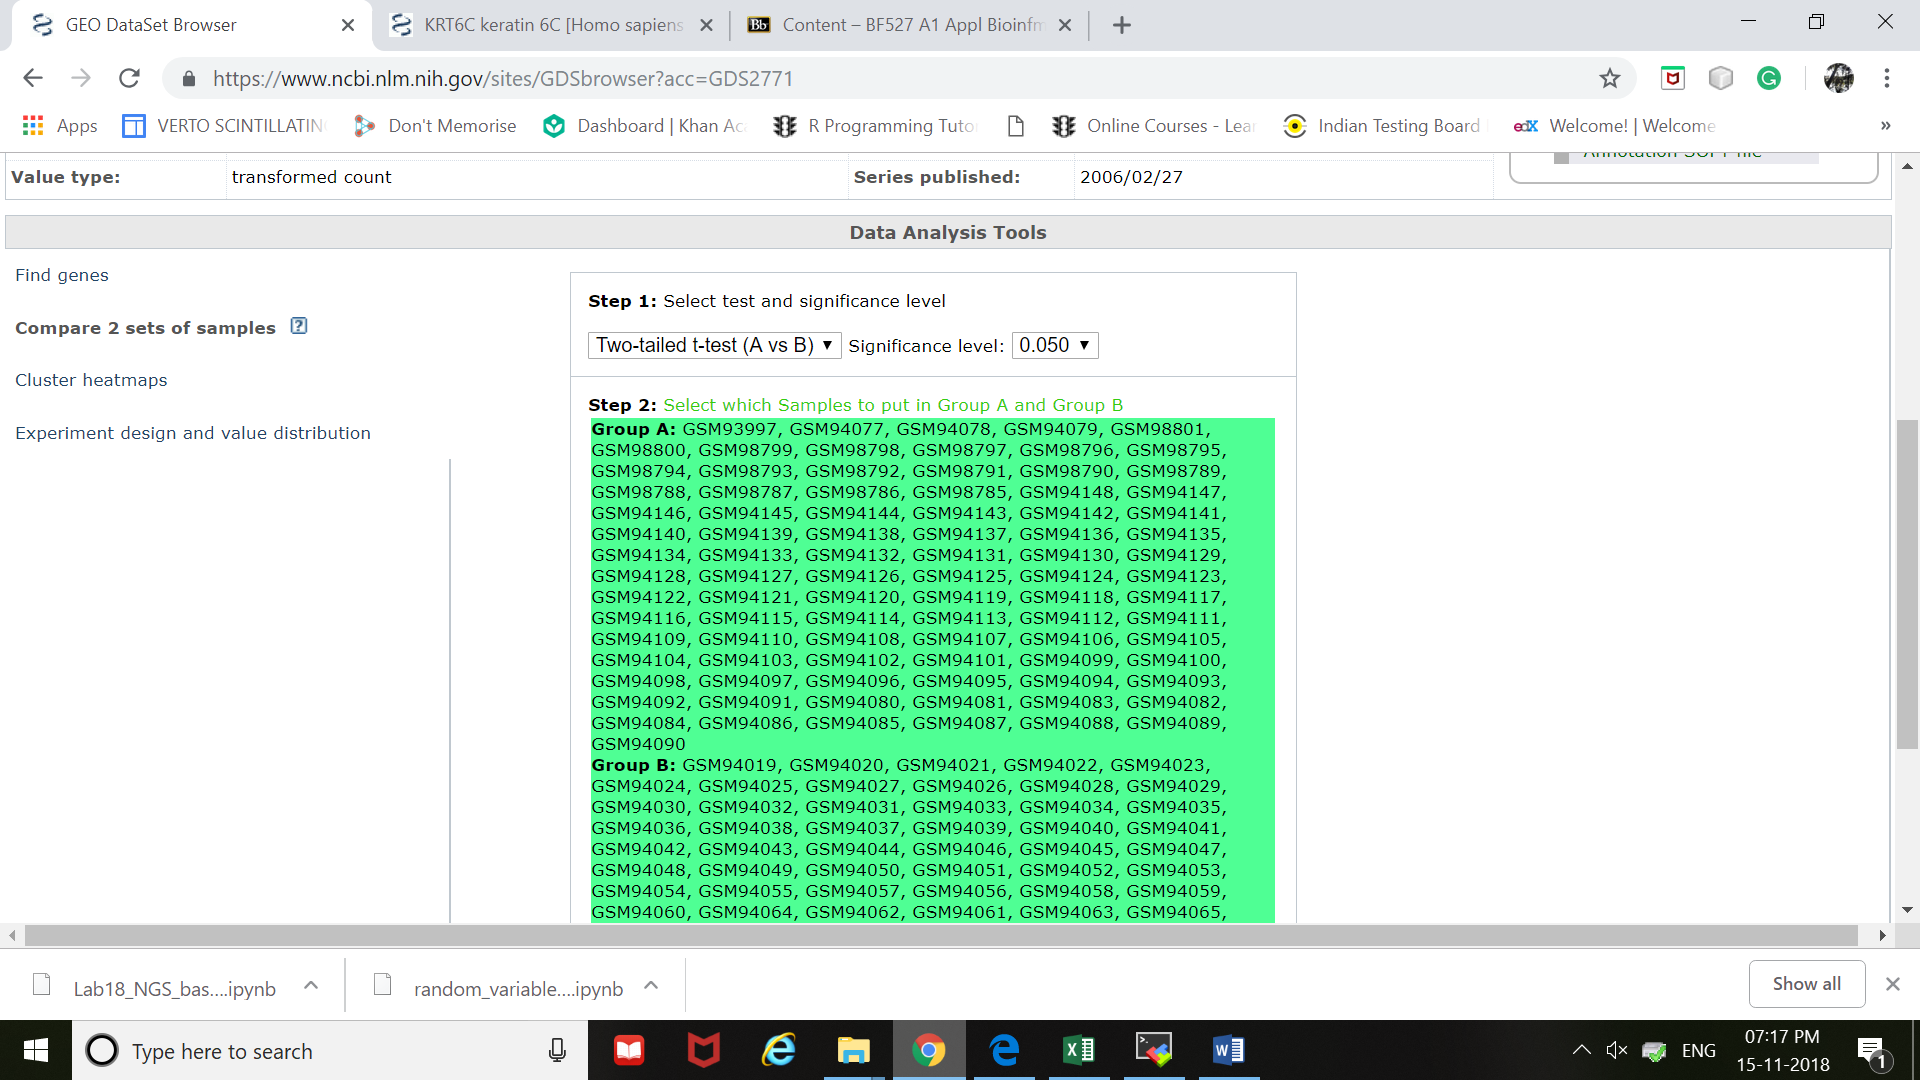 GEO DataSet Browser
KRT6C keratin 6C [Homo sapiens
Content – BF527 A1 Appl Bioinfm
https://www.ncbi.nlm.nih.gov/sites/GDSbrowser?acc=GDS2771
Apps
VERTO SCINTILLATIN
Don't Memorise
Dashboard | Khan Ac
R Programming Tuto
Online Courses - Lea
Indian Testing Board
edX
Welcome! | Welcome
»
Annotation SOFT file
Value type:
transformed count
Series published:
2006/02/27
Data Analysis Tools
Find genes
Compare 2 sets of samples
?
Cluster heatmaps
Experiment design and value distribution
Step 1: Select test and significance level
Two-tailed t-test (A vs B) Significance level: 0.050
Step 2: Select which Samples to put in Group A and Group B
Group A: GSM93997, GSM94077, GSM94078, GSM94079, GSM98801,
GSM98800, GSM98799, GSM98798, GSM98797, GSM98796, GSM98795,
GSM98794, GSM98793, GSM98792, GSM98791, GSM98790, GSM98789,
GSM98788, GSM98787, GSM98786, GSM98785, GSM94148, GSM94147,
GSM94146, GSM94145, GSM94144, GSM94143, GSM94142, GSM94141,
GSM94140, GSM94139, GSM94138, GSM94137, GSM94136, GSM94135,
GSM94134, GSM94133, GSM94132, GSM94131, GSM94130, GSM94129,
GSM94128, GSM94127, GSM94126, GSM94125, GSM94124, GSM94123,
GSM94122, GSM94121, GSM94120, GSM94119, GSM94118, GSM94117,
GSM94116, GSM94115, GSM94114, GSM94113, GSM94112, GSM94111,
GSM94109, GSM94110, GSM94108, GSM94107, GSM94106, GSM94105,
GSM94104, GSM94103, GSM94102, GSM94101, GSM94099, GSM94100,
GSM94098, GSM94097, GSM94096, GSM94095, GSM94094, GSM94093,
GSM94092, GSM94091, GSM94080, GSM94081, GSM94083, GSM94082,
GSM94084, GSM94086, GSM94085, GSM94087, GSM94088, GSM94089,
GSM94090
Group B: GSM94019, GSM94020, GSM94021, GSM94022, GSM94023,
GSM94024, GSM94025, GSM94027, GSM94026, GSM94028, GSM94029,
GSM94030, GSM94032, GSM94031, GSM94033, GSM94034, GSM94035,
GSM94036, GSM94038, GSM94037, GSM94039, GSM94040, GSM94041,
GSM94042, GSM94043, GSM94044, GSM94046, GSM94045, GSM94047,
GSM94048, GSM94049, GSM94050, GSM94051, GSM94052, GSM94053,
GSM94054, GSM94055, GSM94057, GSM94056, GSM94058, GSM94059,
GSM94060, GSM94064, GSM94062, GSM94061, GSM94063, GSM94065,
Lab18_NGS_bas....ipynb
random_variable....ipynb
Show all
Type here to search
ENG
07:17 PM
15-11-2018
1